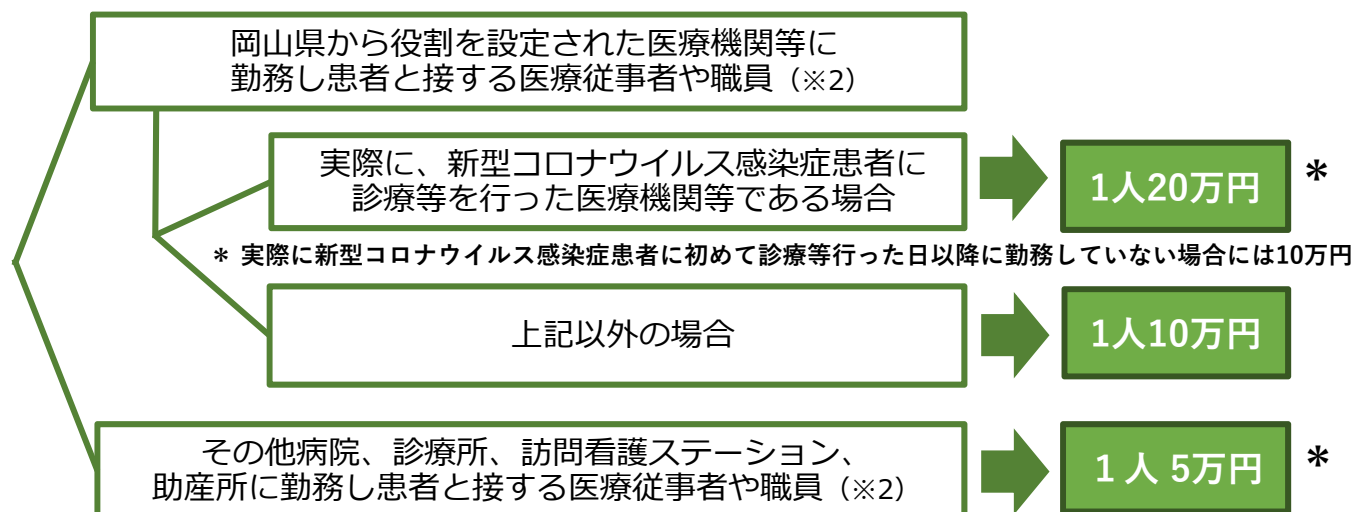 岡山県から役割を設定された医療機関等に
勤務し患者と接する医療従事者や職員（※2）
実際に、新型コロナウイルス感染症患者に
診療等を行った医療機関等である場合
1人20万円
*
* 実際に新型コロナウイルス感染症患者に初めて診療等行った日以降に勤務していない場合には10万円
上記以外の場合
1人10万円
その他病院、診療所、訪問看護ステーション、
助産所に勤務し患者と接する医療従事者や職員（※2）
1人 5万円
*